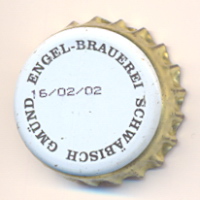 ENGEL-BRAUEREI SCHWÄBISCH GMÜND
16/02/02